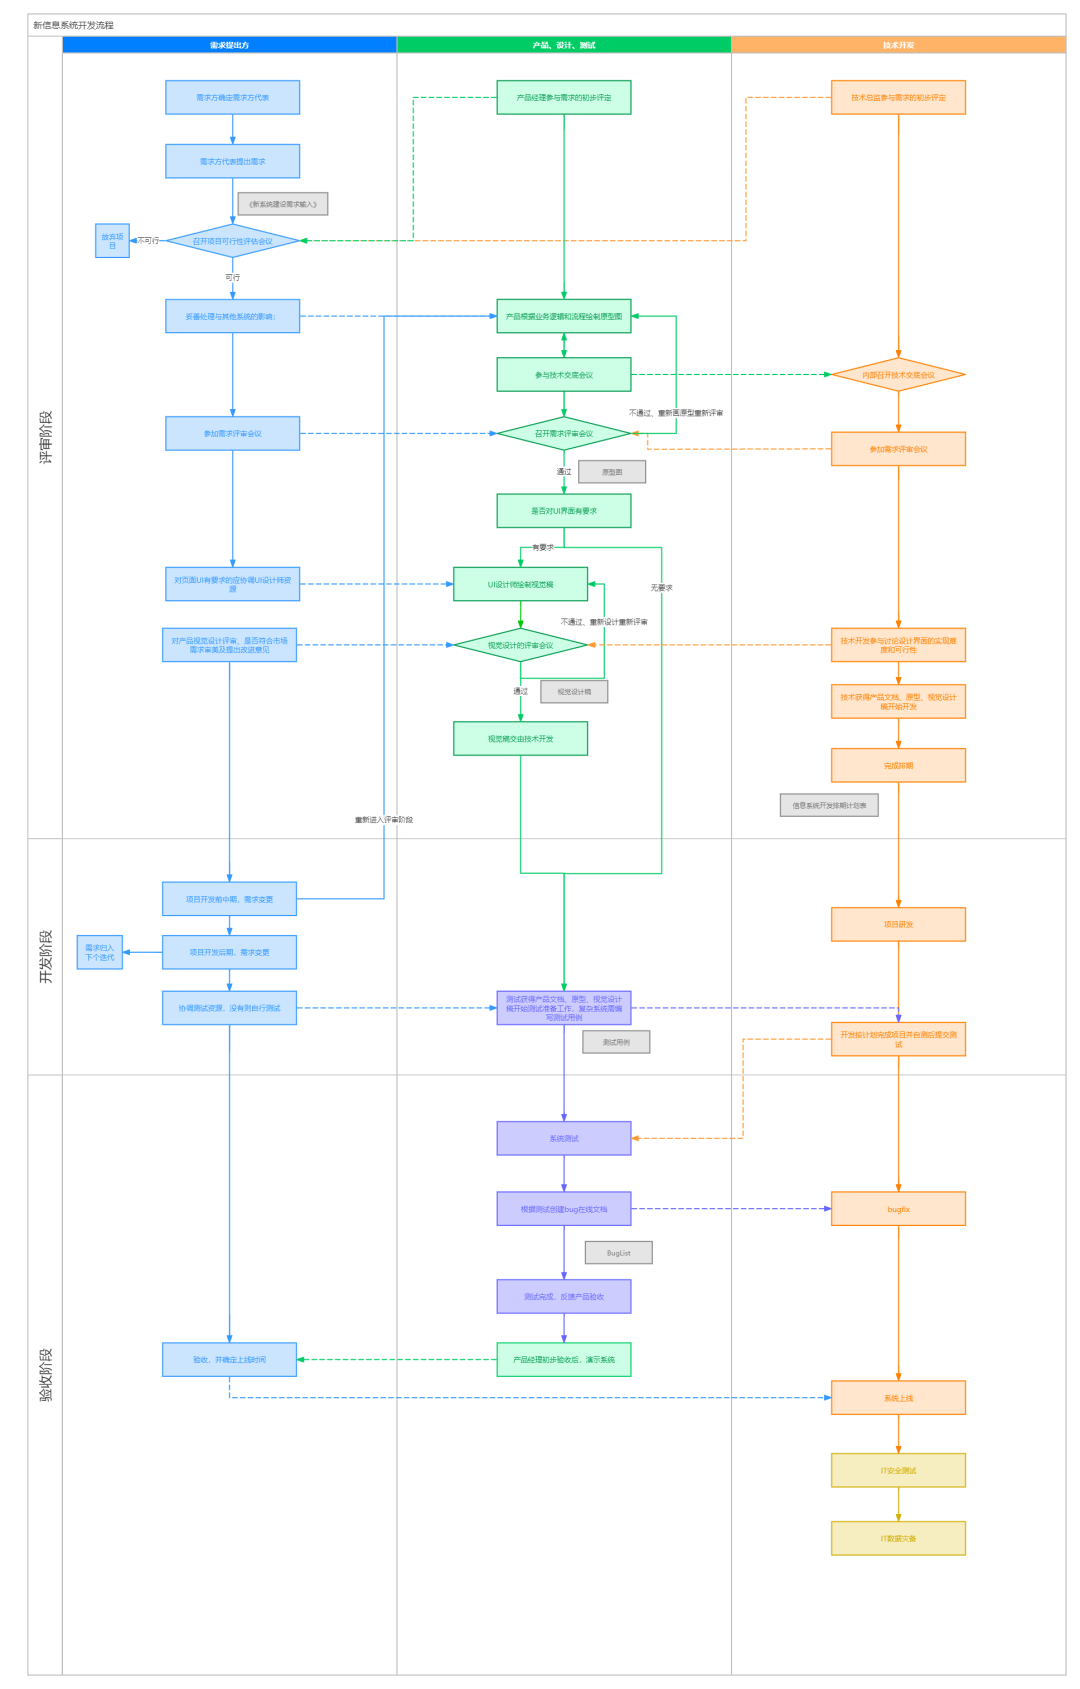 新信息系统开发流程
需求提出方
产品、设计、测试
技术开发
评审阶段
需求方确定需求方代表
产品经理参与需求的初步评定
技术总监参与需求的初步评定
需求方代表提出需求
《新系统建设需求输入》
放弃项
目
不可行
召开项目可行性评估会议
可行
妥善处理与其他系统的影响;
产品根据业务逻辑和流程绘制原型图
参与技术交底会议
内部召开技术交底会议
不通过、重新画原型重新评审
参加需求评审会议
召开需求评审会议
参加需求评审会议
通过
原型图
是否对UI界面有要求
有要求
无要求
对页面UI有要求的应协调UI设计师资
源
UI设计师绘制视觉稿
不通过、重新设计重新评审
对产品视觉设计评审、是否符合市场
需求审美及提出改进意见
视觉设计的评审会议
技术开发参与讨论设计界面的实现难
度和可行性
通过
视觉设计稿
技术获得产品文档、原型、视觉设计
稿开始开发
视觉稿交由技术开发
完成排期
信息系统开发排期计划表
重新进入评审阶段
开发阶段
项目开发前中期、需求变更
项目研发
需求归入
下个迭代
项目开发后期、需求变更
协调测试资源、没有则自行测试
测试获得产品文档、原型、视觉设计
稿开始测试准备工作、复杂系统需编
写测试用例
测试用例
开发按计划完成项目并自测后提交测
试
验收阶段
系统测试
根据测试创建bug在线文档
bugfix
BugList
测试完成、反馈产品验收
验收、并确定上线时间
产品经理初步验收后、演示系统
系统上线
IT安全测试
IT数据灾备